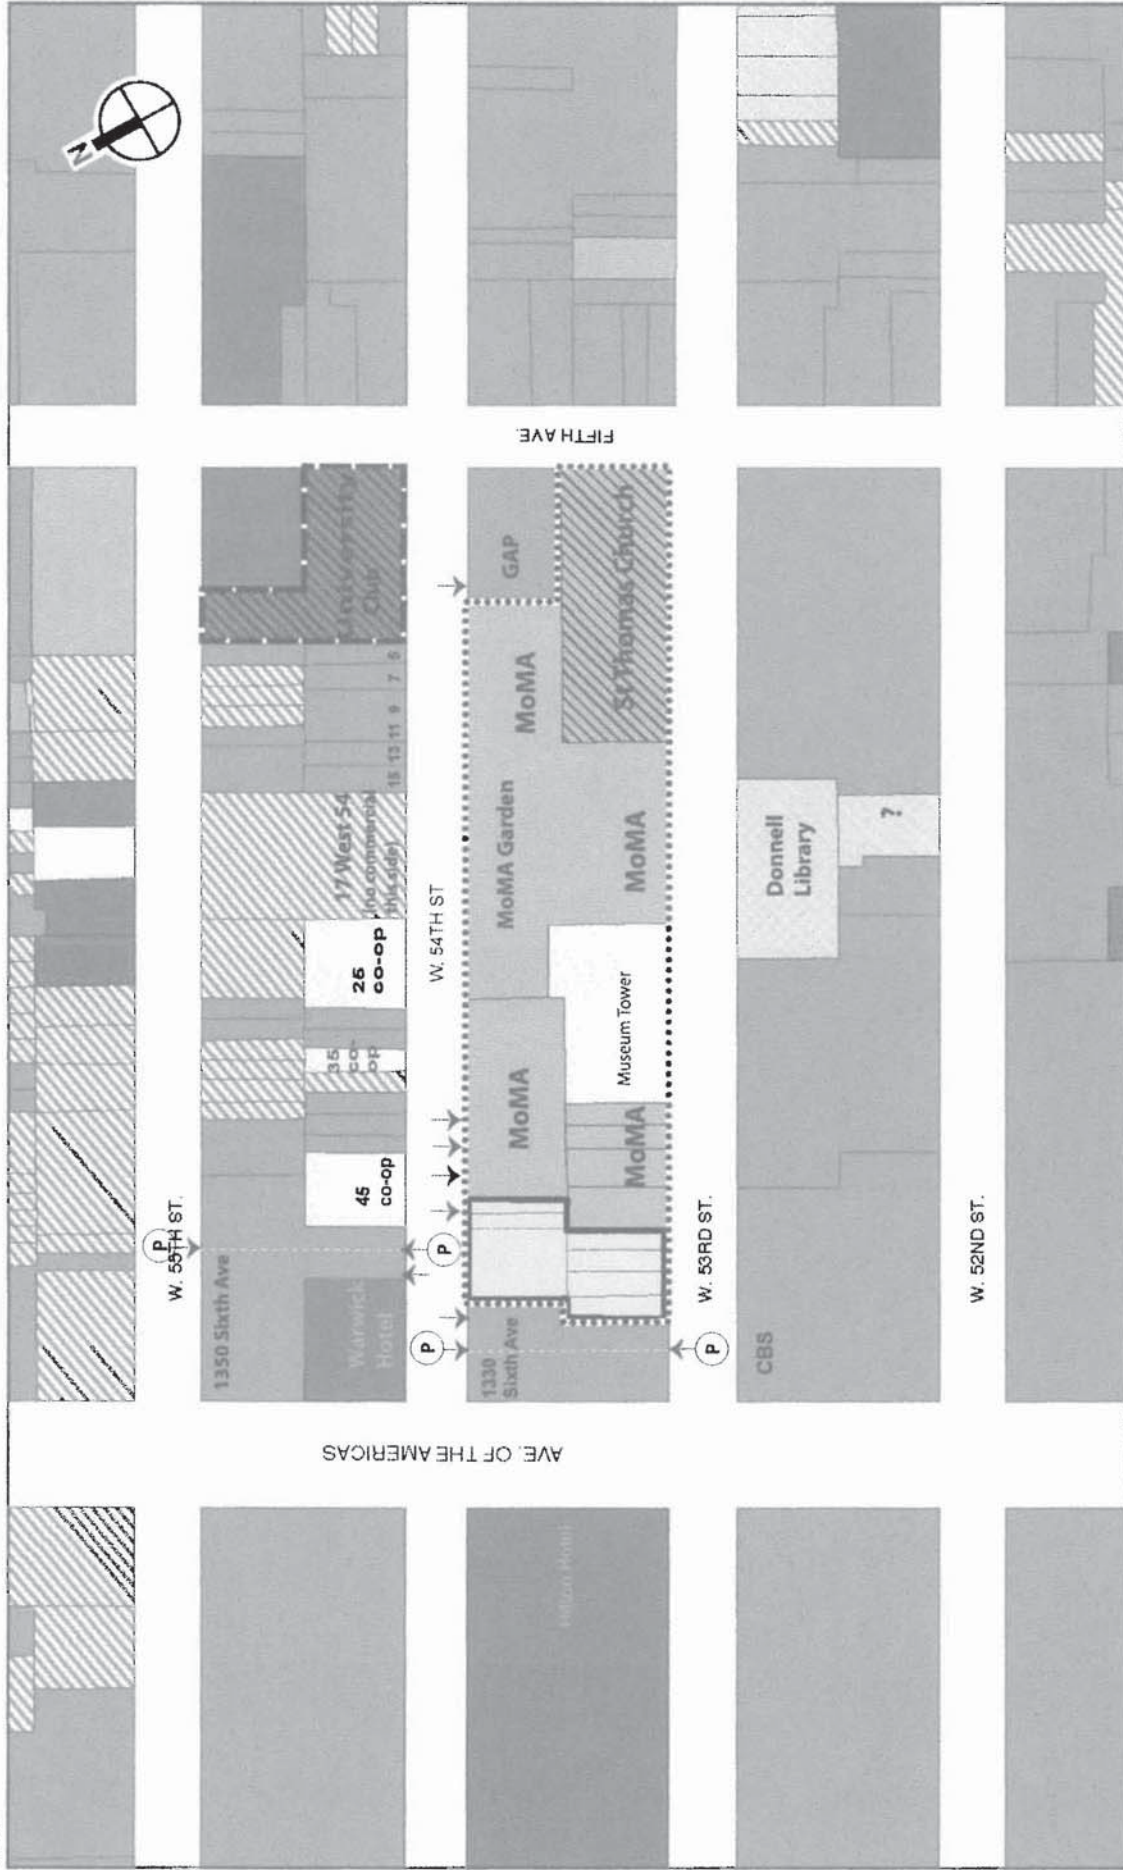 N
W. 55TH ST.
P
1350 Sixth Ave
Warwick
Hotel
45
co-op
35
co-
op
25
co-op
17 West 54
(no commercial
this side)
15 13 11 9 7 5
University
Club
W. 54TH ST
P
P
1330
Sixth Ave
MoMA
MoMA
Museum Tower
MoMA Garden
MoMA
MoMA
GAP
St Thomas Church
FIFTH AVE.
AVE. OF THE AMERICAS
Hilton Hotel
W. 53RD ST.
P
CBS
Donnell
Library
?
W. 52ND ST.